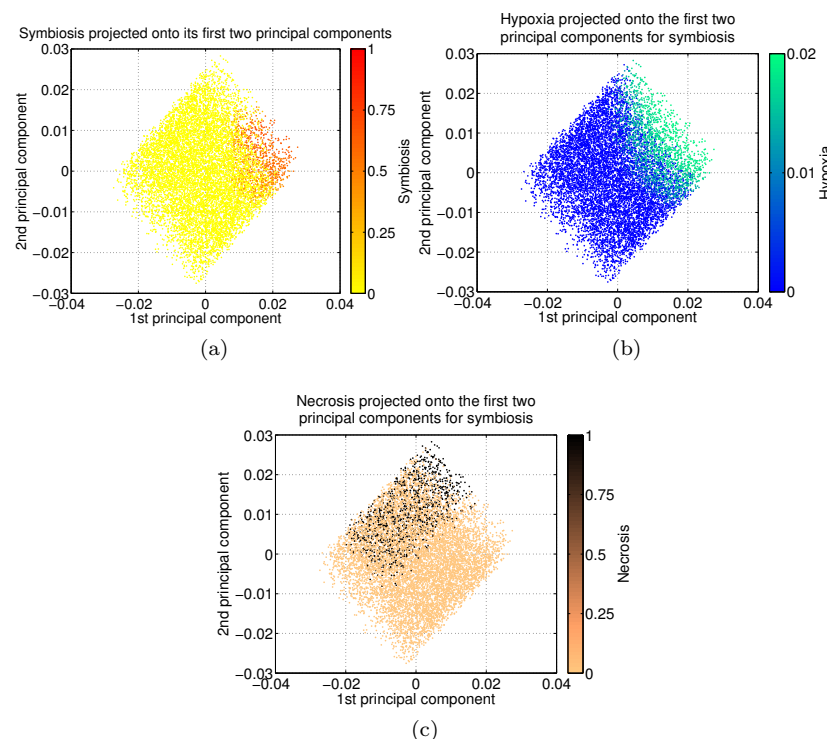 Symbiosis projected onto its first two principal components
0.03
0.02
0.01
0
−0.01
−0.02
−0.03
2nd principal component
−0.04
−0.02
0
0.02
0.04
1st principal component
1
0.75
0.5
0.25
0
Symbiosis
(a)
Hypoxia projected onto the first two
principal components for symbiosis
0.03
0.02
0.01
0
−0.01
−0.02
−0.03
2nd principal component
−0.04
−0.02
0
0.02
0.04
1st principal component
0.02
0.01
0
Hypoxia
(b)
Necrosis projected onto the first two
principal components for symbiosis
0.03
0.02
0.01
0
−0.01
−0.02
−0.03
2nd principal component
−0.04
−0.02
0
0.02
0.04
1st principal component
1
0.75
0.5
0.25
0
Necrosis
(c)